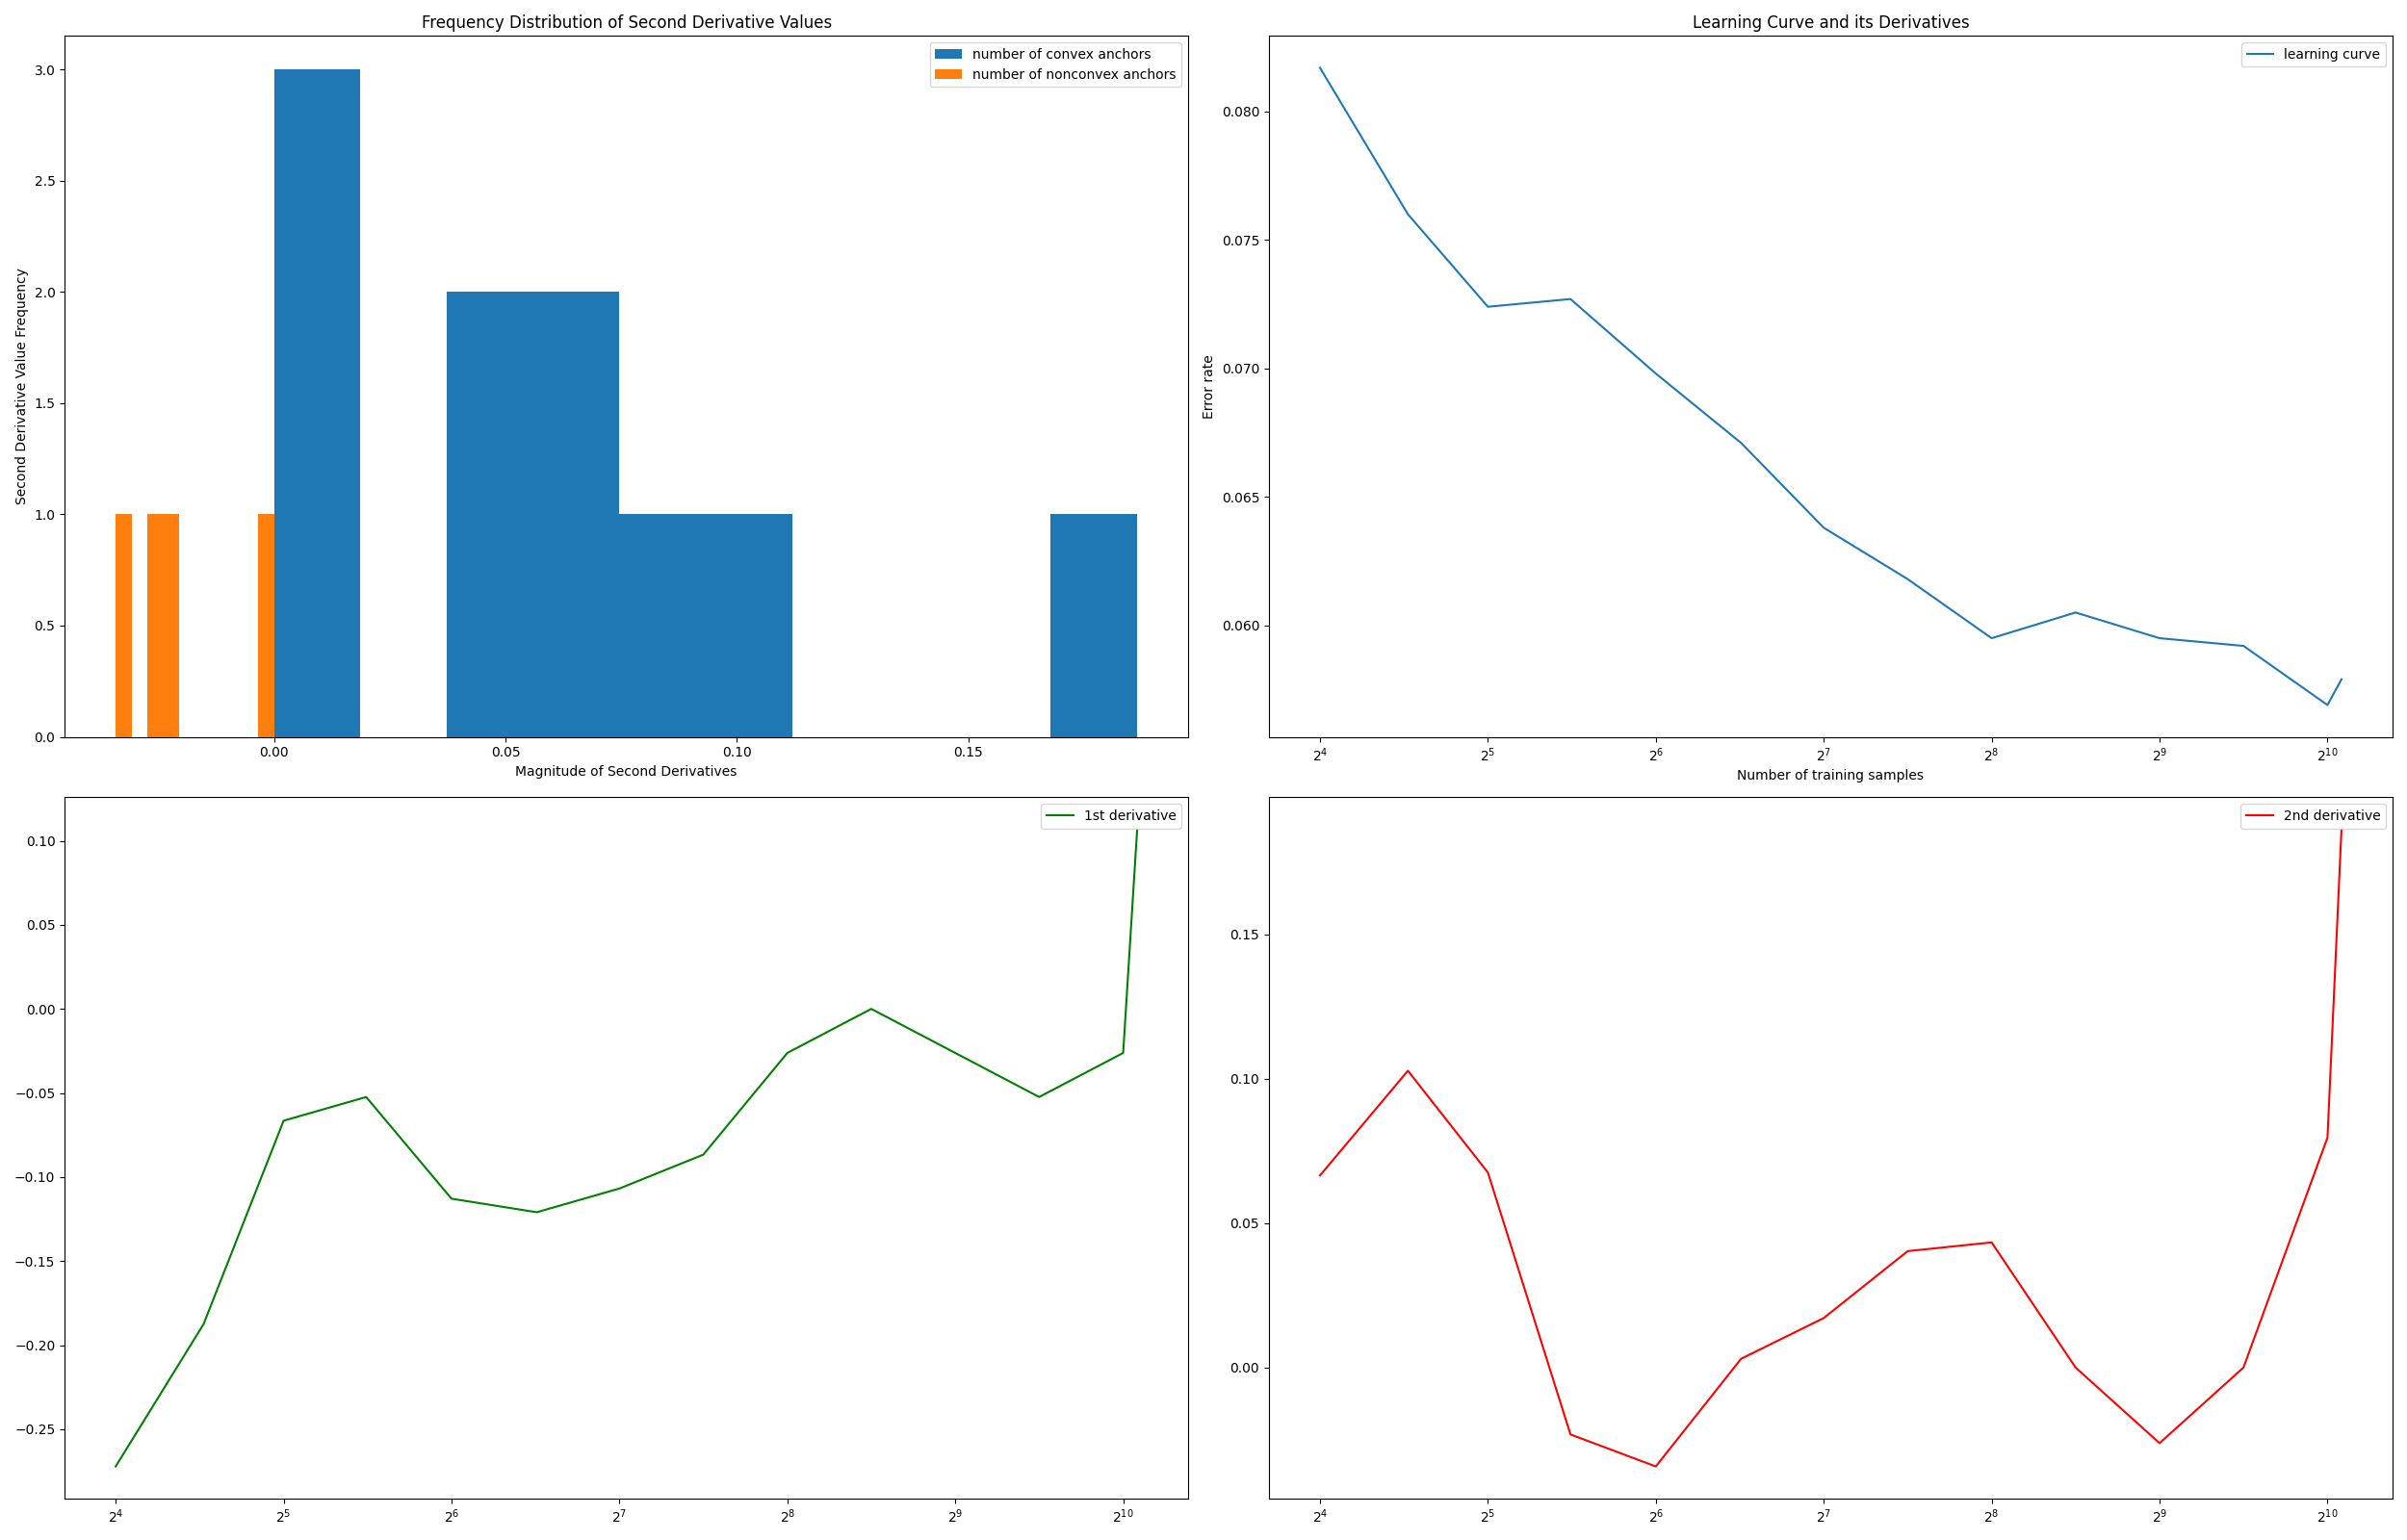 Frequency Distribution of Second Derivative Values
number of convex anchors
number of nonconvex anchors
Second Derivative Value Frequency
3.0
2.5
2.0
1.5
1.0
0.5
0.0
0.00 0.05 0.10 0.15
Magnitude of Second Derivatives
Learning Curve and its Derivatives
learning curve
Error rate
0.080
0.075
0.070
0.065
0.060
2⁴ 2⁵ 2⁶ 2⁷ 2⁸ 2⁹ 2¹⁰
Number of training samples
1st derivative
0.10
0.05
0.00
−0.05
−0.10
−0.15
−0.20
−0.25
2⁴ 2⁵ 2⁶ 2⁷ 2⁸ 2⁹ 2¹⁰
2nd derivative
0.15
0.10
0.05
0.00
2⁴ 2⁵ 2⁶ 2⁷ 2⁸ 2⁹ 2¹⁰